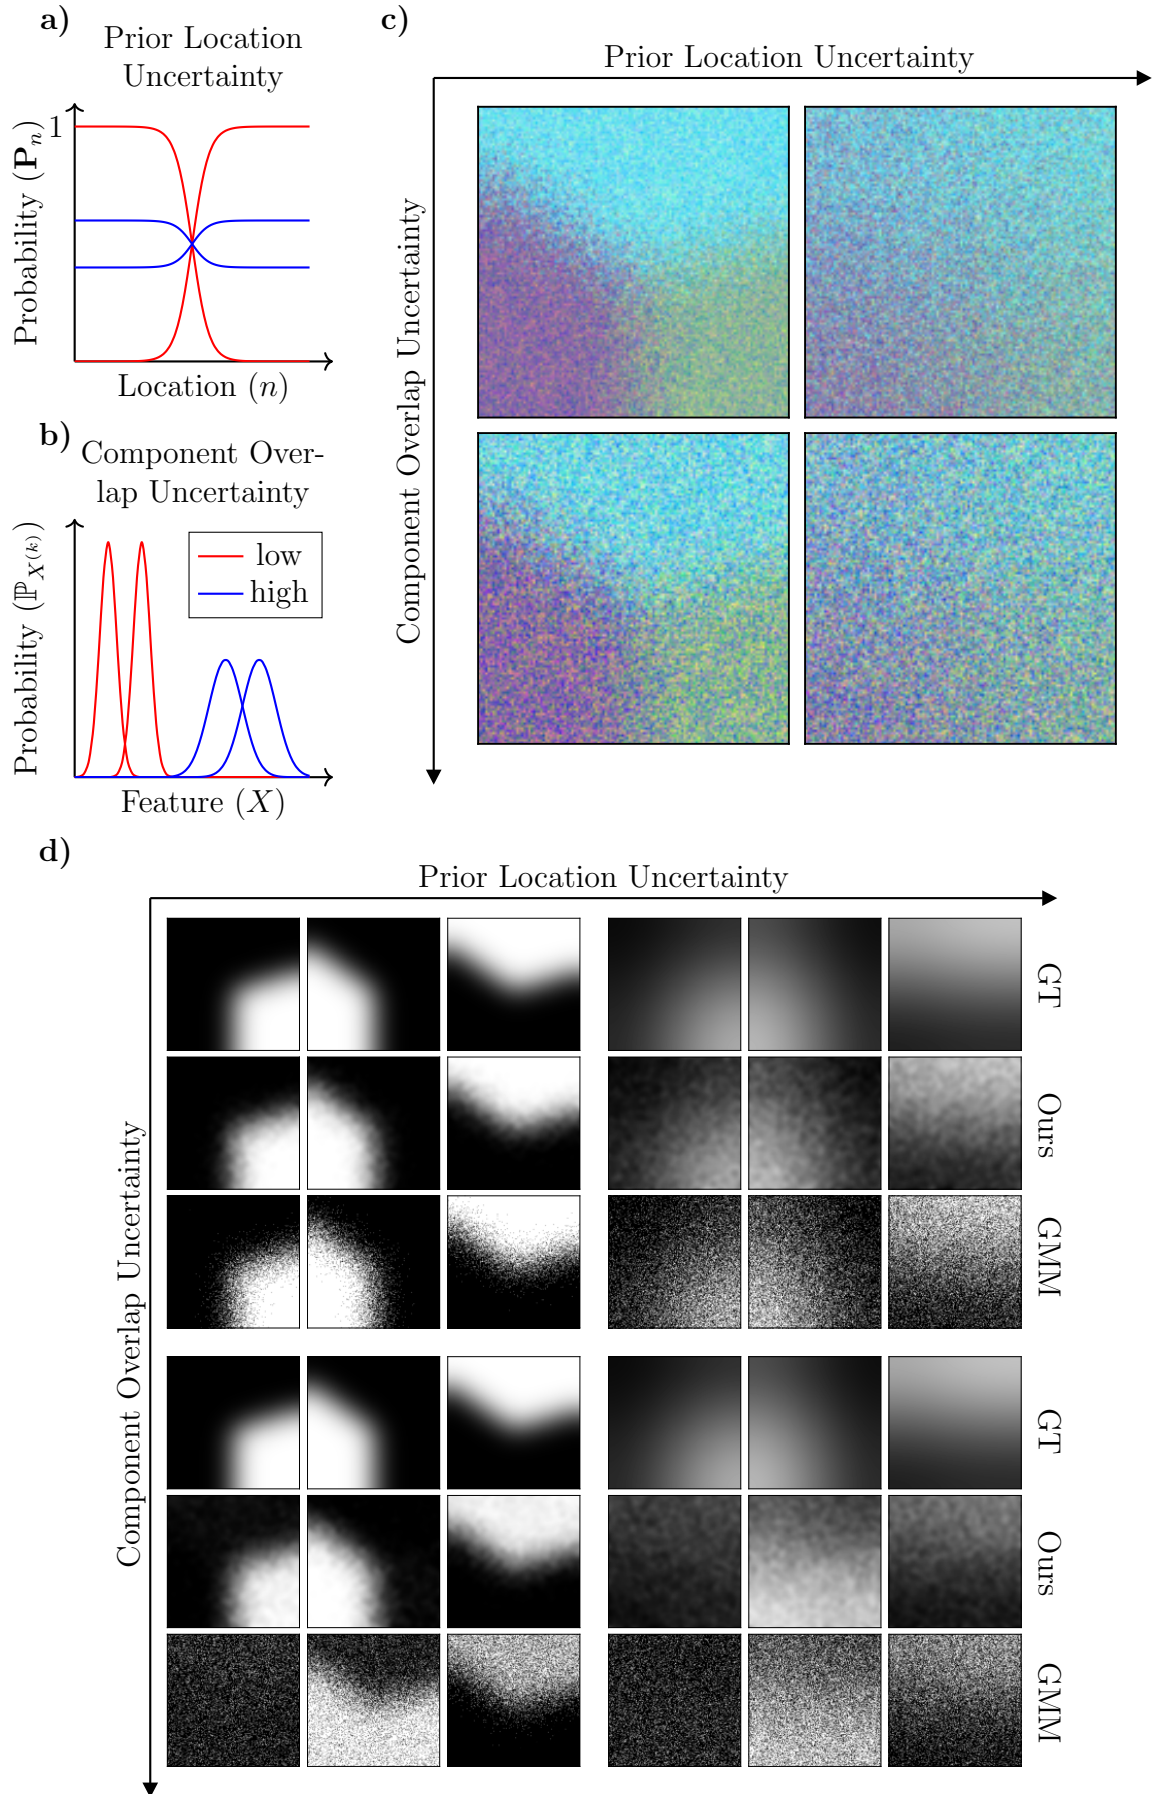 a)
Prior Location
Uncertainty
Probability (P_n)
1
Location (n)
b)
Component Over-
lap Uncertainty
Probability (ℙ_{X^{(k)}})
low
high
Feature (X)
c)
Prior Location Uncertainty
Component Overlap Uncertainty
d)
Prior Location Uncertainty
Component Overlap Uncertainty
GT
Ours
GMM
GT
Ours
GMM